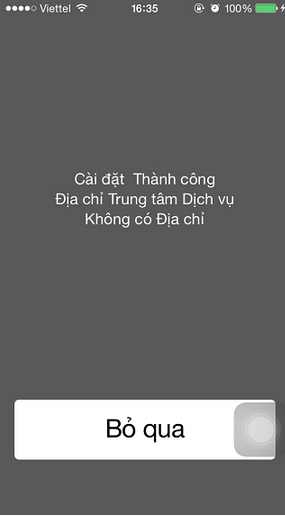 Viettel 16:35 100%
Cài đặt Thành công
Địa chỉ Trung tâm Dịch vụ
Không có Địa chỉ
Bỏ qua